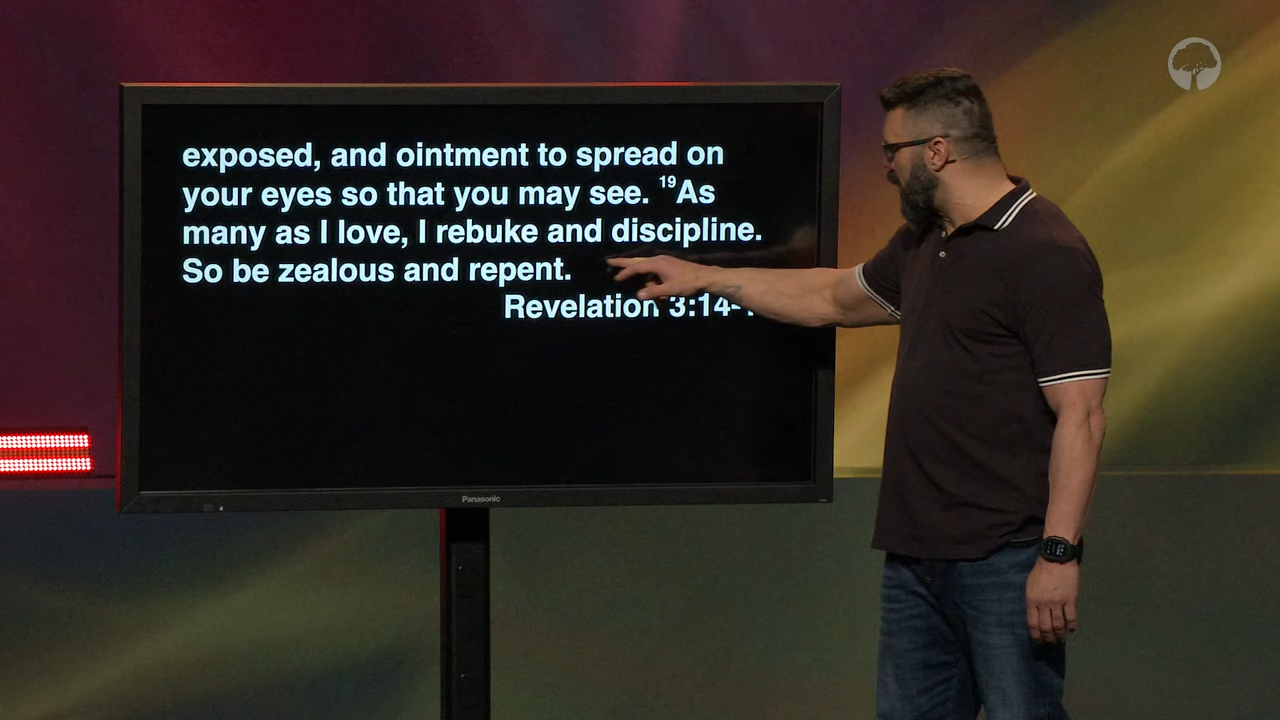 exposed, and ointment to spread on
your eyes so that you may see. ¹⁹As
many as I love, I rebuke and discipline.
So be zealous and repent.
Revelation 3:14-
Panasonic